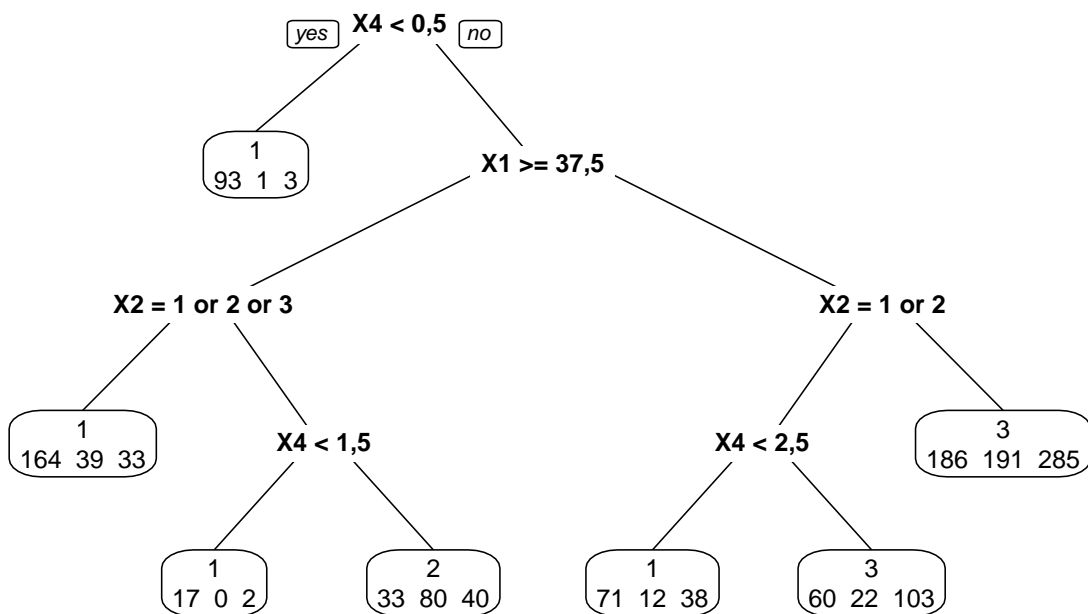 yes X4 < 0,5 no
1
93 1 3
X1 >= 37,5
X2 = 1 or 2 or 3
X2 = 1 or 2
1
164 39 33
X4 < 1,5
X4 < 2,5
3
186 191 285
1
17 0 2
2
33 80 40
1
71 12 38
3
60 22 103